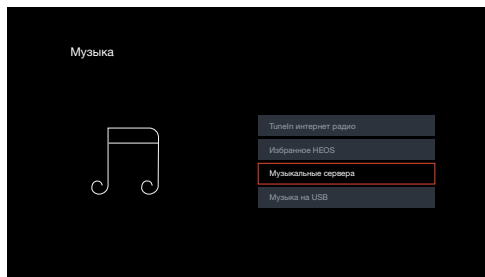 Музыка
TuneIn интернет радио
Избранное HEOS
Музыкальные сервера
Музыка на USB